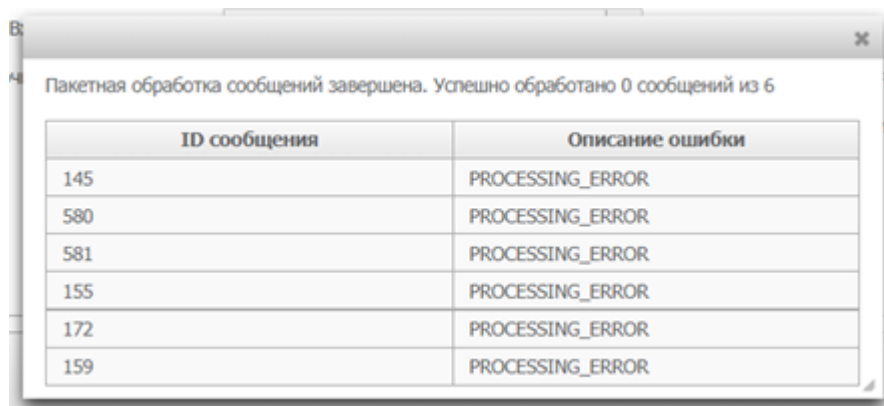 Пакетная обработка сообщений завершена. Успешно обработано 0 сообщений из 6
ID сообщения Описание ошибки
145 PROCESSING_ERROR
580 PROCESSING_ERROR
581 PROCESSING_ERROR
155 PROCESSING_ERROR
172 PROCESSING_ERROR
159 PROCESSING_ERROR